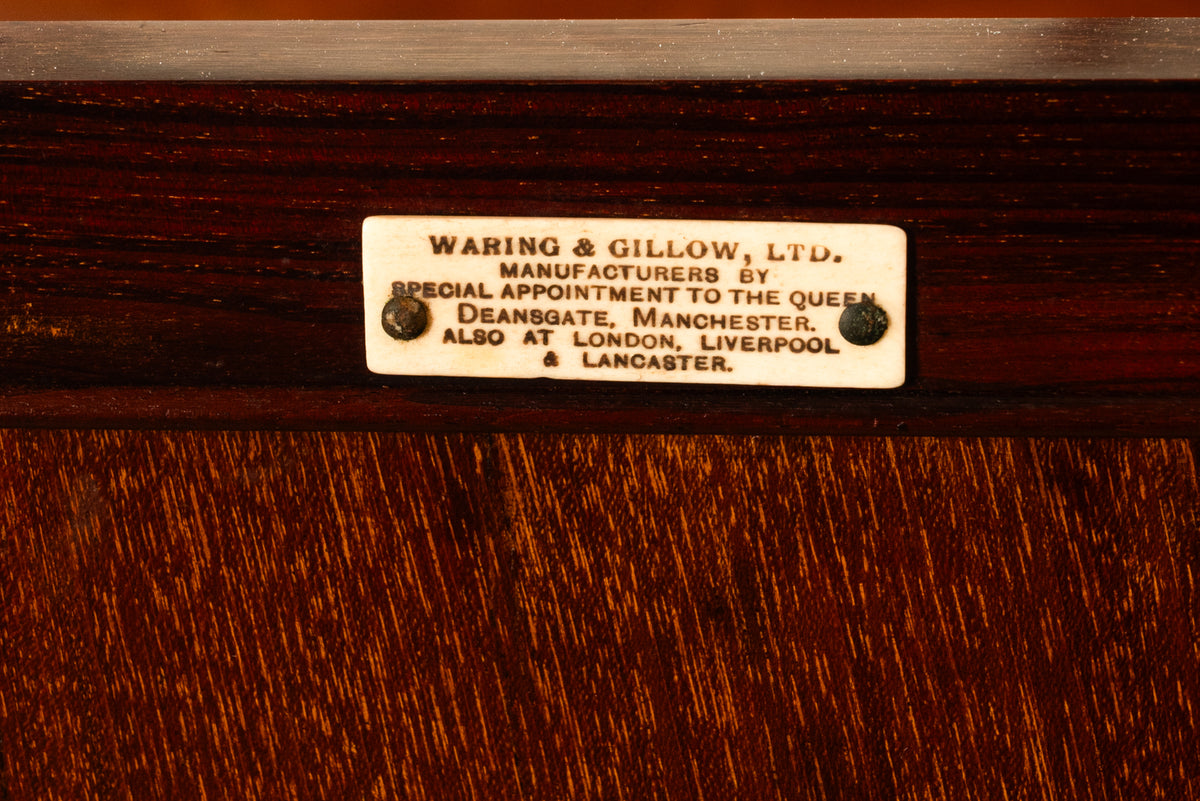 WARING & GILLOW, LTD.
MANUFACTURERS BY
SPECIAL APPOINTMENT TO THE QUEEN
DEANSGATE, MANCHESTER.
ALSO AT LONDON, LIVERPOOL
& LANCASTER.